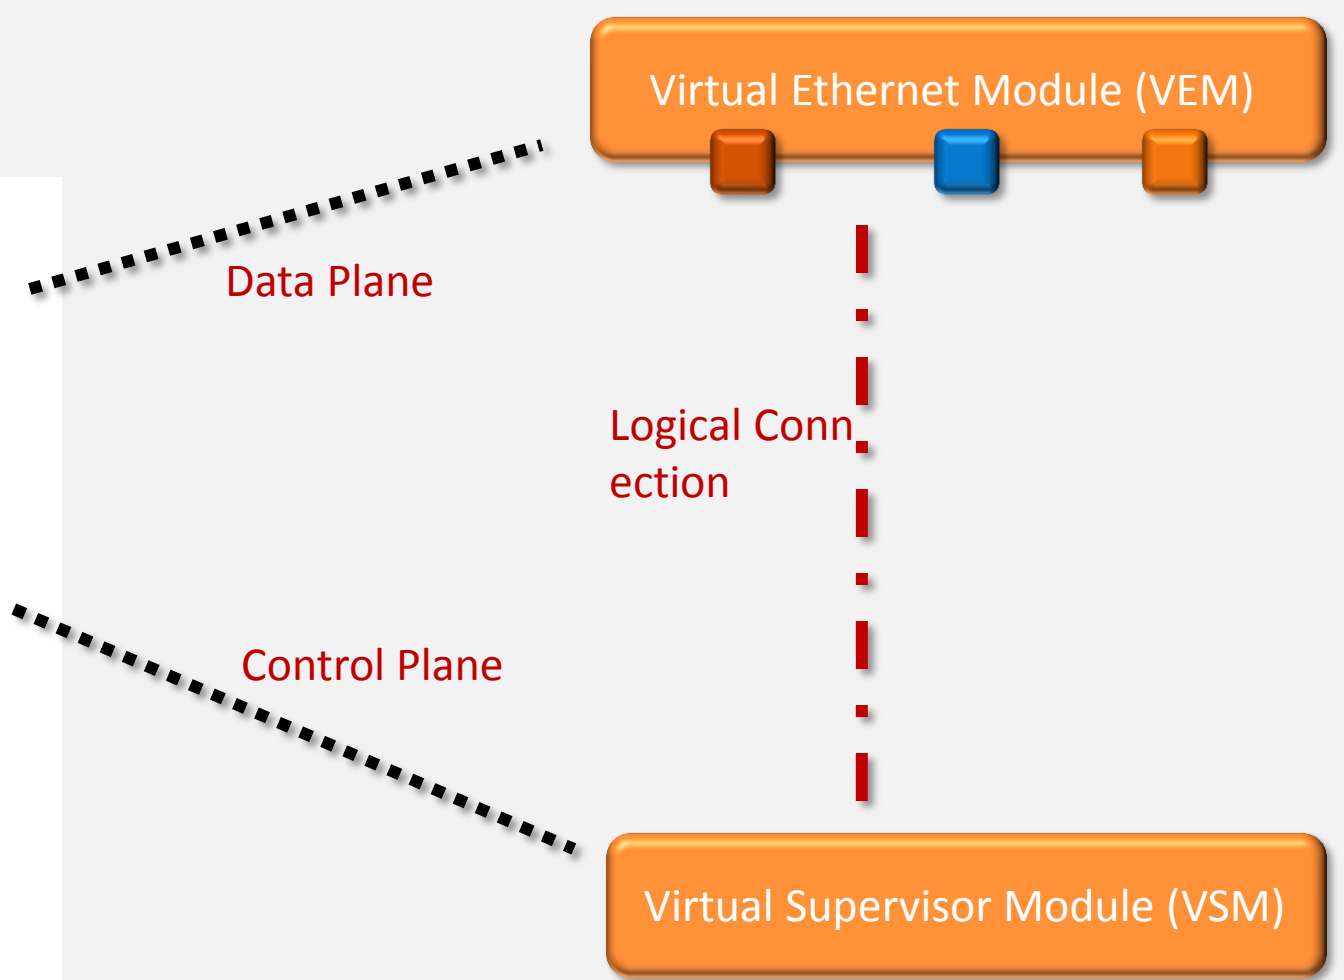 Virtual Ethernet Module (VEM)
Data Plane
Logical Conn
ection
Control Plane
Virtual Supervisor Module (VSM)